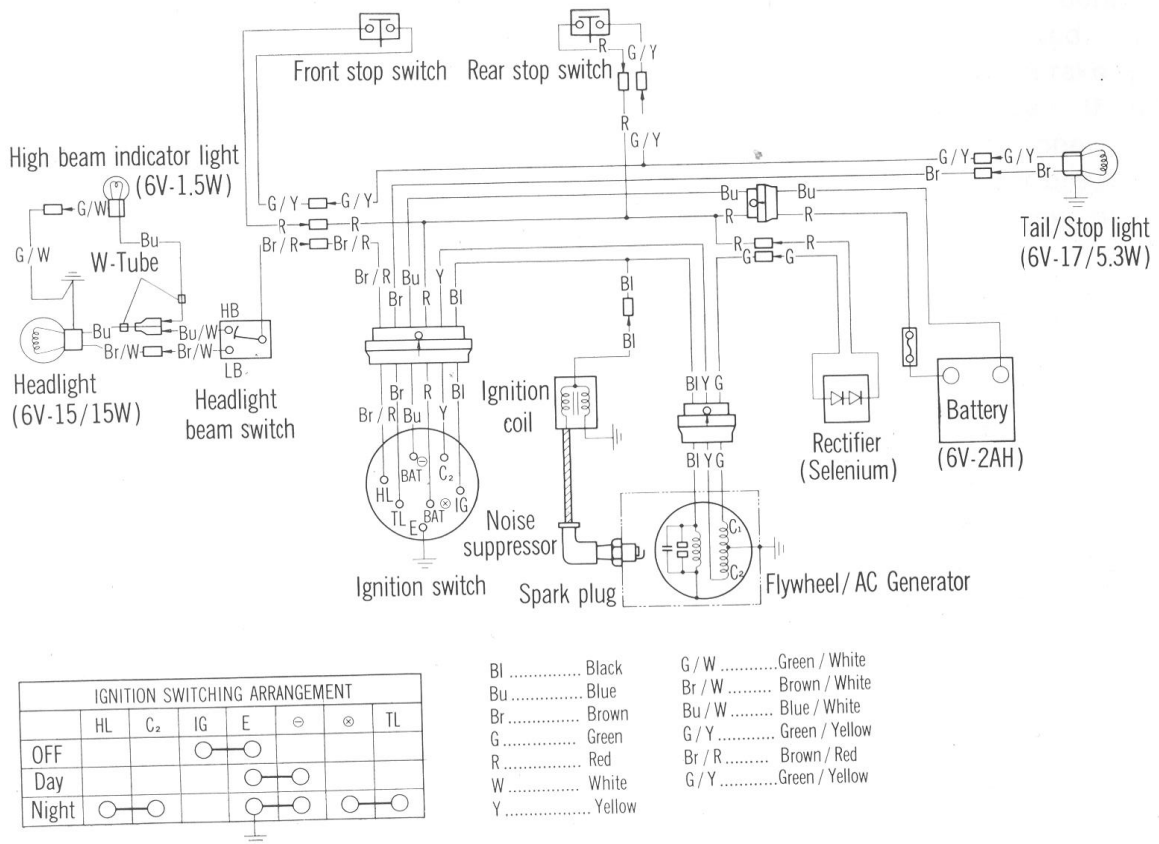 Front stop switch
Rear stop switch
R
G/Y
R
G/Y
High beam indicator light
(6V-1.5W)
G/W
Bu
G/W
W-Tube
G/Y
G/Y
R
R
Br/R
Br/R
G/Y
G/Y
Br
Br
Bu
Bu
R
R
R
R
G
G
Tail/Stop light
(6V-17/5.3W)
Br/R
Br
Bu
R
Y
Bl
Bl
Bl
HB
Bu
Bu/W
Br/W
Br/W
LB
Headlight
(6V-15/15W)
Headlight
beam switch
Br/R
Br
Bu
R
Y
Bl
Ignition
coil
Bl Y G
Bl Y G
Rectifier
(Selenium)
Battery
(6V-2AH)
HL
TL
BAT ⊖
E
BAT ⊗
C₂
IG
Ignition switch
Noise
suppressor
Spark plug
C₁
C₂
Flywheel/AC Generator
IGNITION SWITCHING ARRANGEMENT
HL C₂ IG E ⊖ ⊗ TL
OFF
Day
Night
Bl .............. Black
Bu ............... Blue
Br ............... Brown
G ................ Green
R ................. Red
W ................ White
Y .................. Yellow
G/W ............Green/White
Br/W ......... Brown/White
Bu/W ......... Blue/White
G/Y ............Green/Yellow
Br/R ......... Brown/Red
G/Y ............Green/Yellow